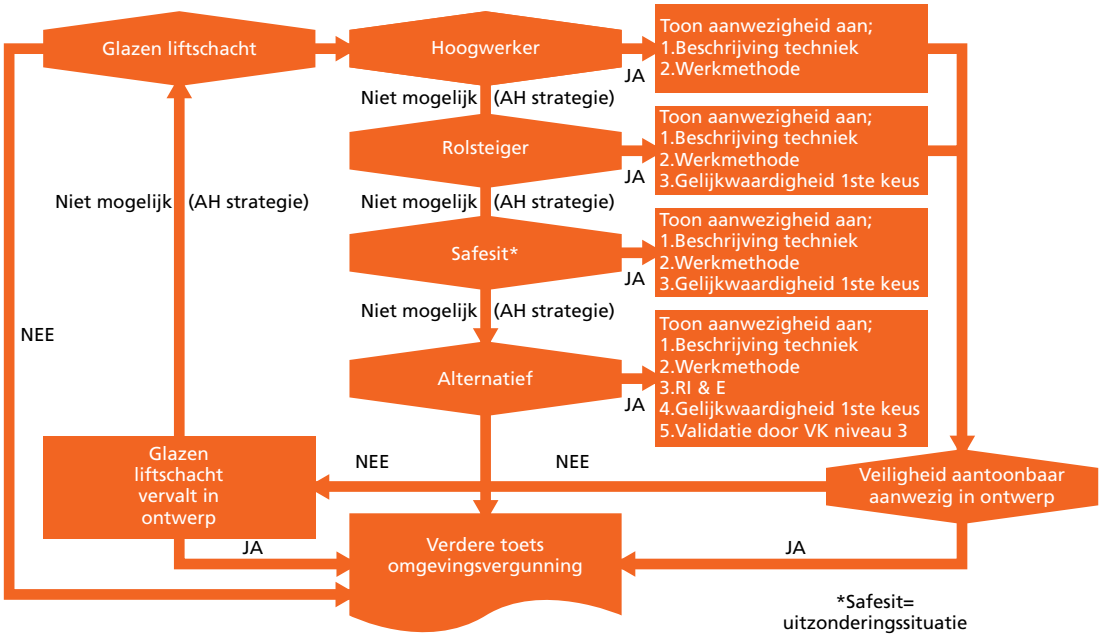 Glazen liftschacht
Hoogwerker
JA
Toon aanwezigheid aan;
1.Beschrijving techniek
2.Werkmethode
Niet mogelijk (AH strategie)
Rolsteiger
JA
Toon aanwezigheid aan;
1.Beschrijving techniek
2.Werkmethode
3.Gelijkwaardigheid 1ste keus
Niet mogelijk (AH strategie)
Niet mogelijk (AH strategie)
Safesit*
JA
Toon aanwezigheid aan;
1.Beschrijving techniek
2.Werkmethode
3.Gelijkwaardigheid 1ste keus
Niet mogelijk (AH strategie)
NEE
Alternatief
JA
Toon aanwezigheid aan;
1.Beschrijving techniek
2.Werkmethode
3.RI & E
4.Gelijkwaardigheid 1ste keus
5.Validatie door VK niveau 3
Glazen
liftschacht
vervalt in
ontwerp
NEE
NEE
Veiligheid aantoonbaar
aanwezig in ontwerp
JA
Verdere toets
omgevingsvergunning
JA
*Safesit=
uitzonderingssituatie